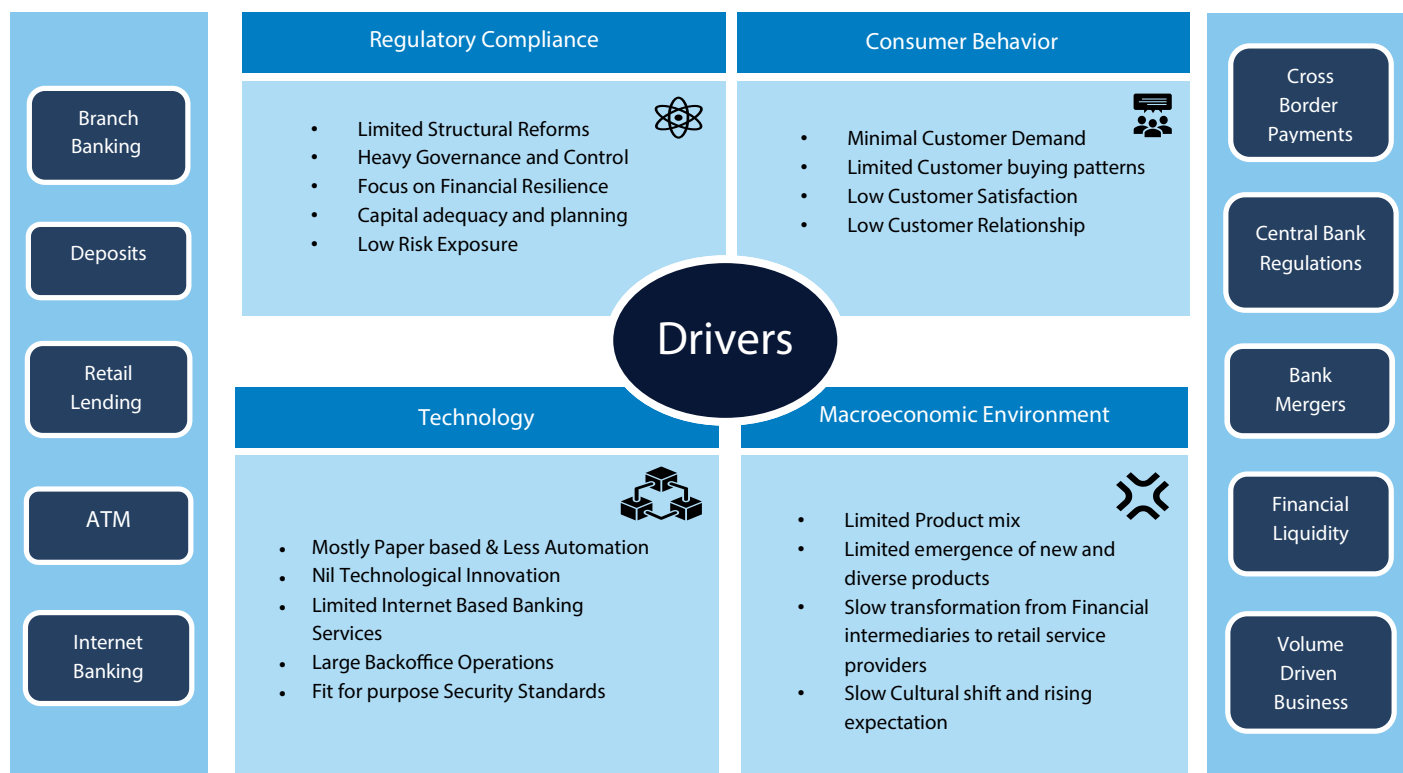 Branch
Banking
Deposits
Retail
Lending
ATM
Internet
Banking
Regulatory Compliance
• Limited Structural Reforms
• Heavy Governance and Control
• Focus on Financial Resilience
• Capital adequacy and planning
• Low Risk Exposure
Consumer Behavior
• Minimal Customer Demand
• Limited Customer buying patterns
• Low Customer Satisfaction
• Low Customer Relationship
Drivers
Technology
• Mostly Paper based & Less Automation
• Nil Technological Innovation
• Limited Internet Based Banking
Services
• Large Backoffice Operations
• Fit for purpose Security Standards
Macroeconomic Environment
• Limited Product mix
• Limited emergence of new and
diverse products
• Slow transformation from Financial
intermediaries to retail service
providers
• Slow Cultural shift and rising
expectation
Cross
Border
Payments
Central Bank
Regulations
Bank
Mergers
Financial
Liquidity
Volume
Driven
Business